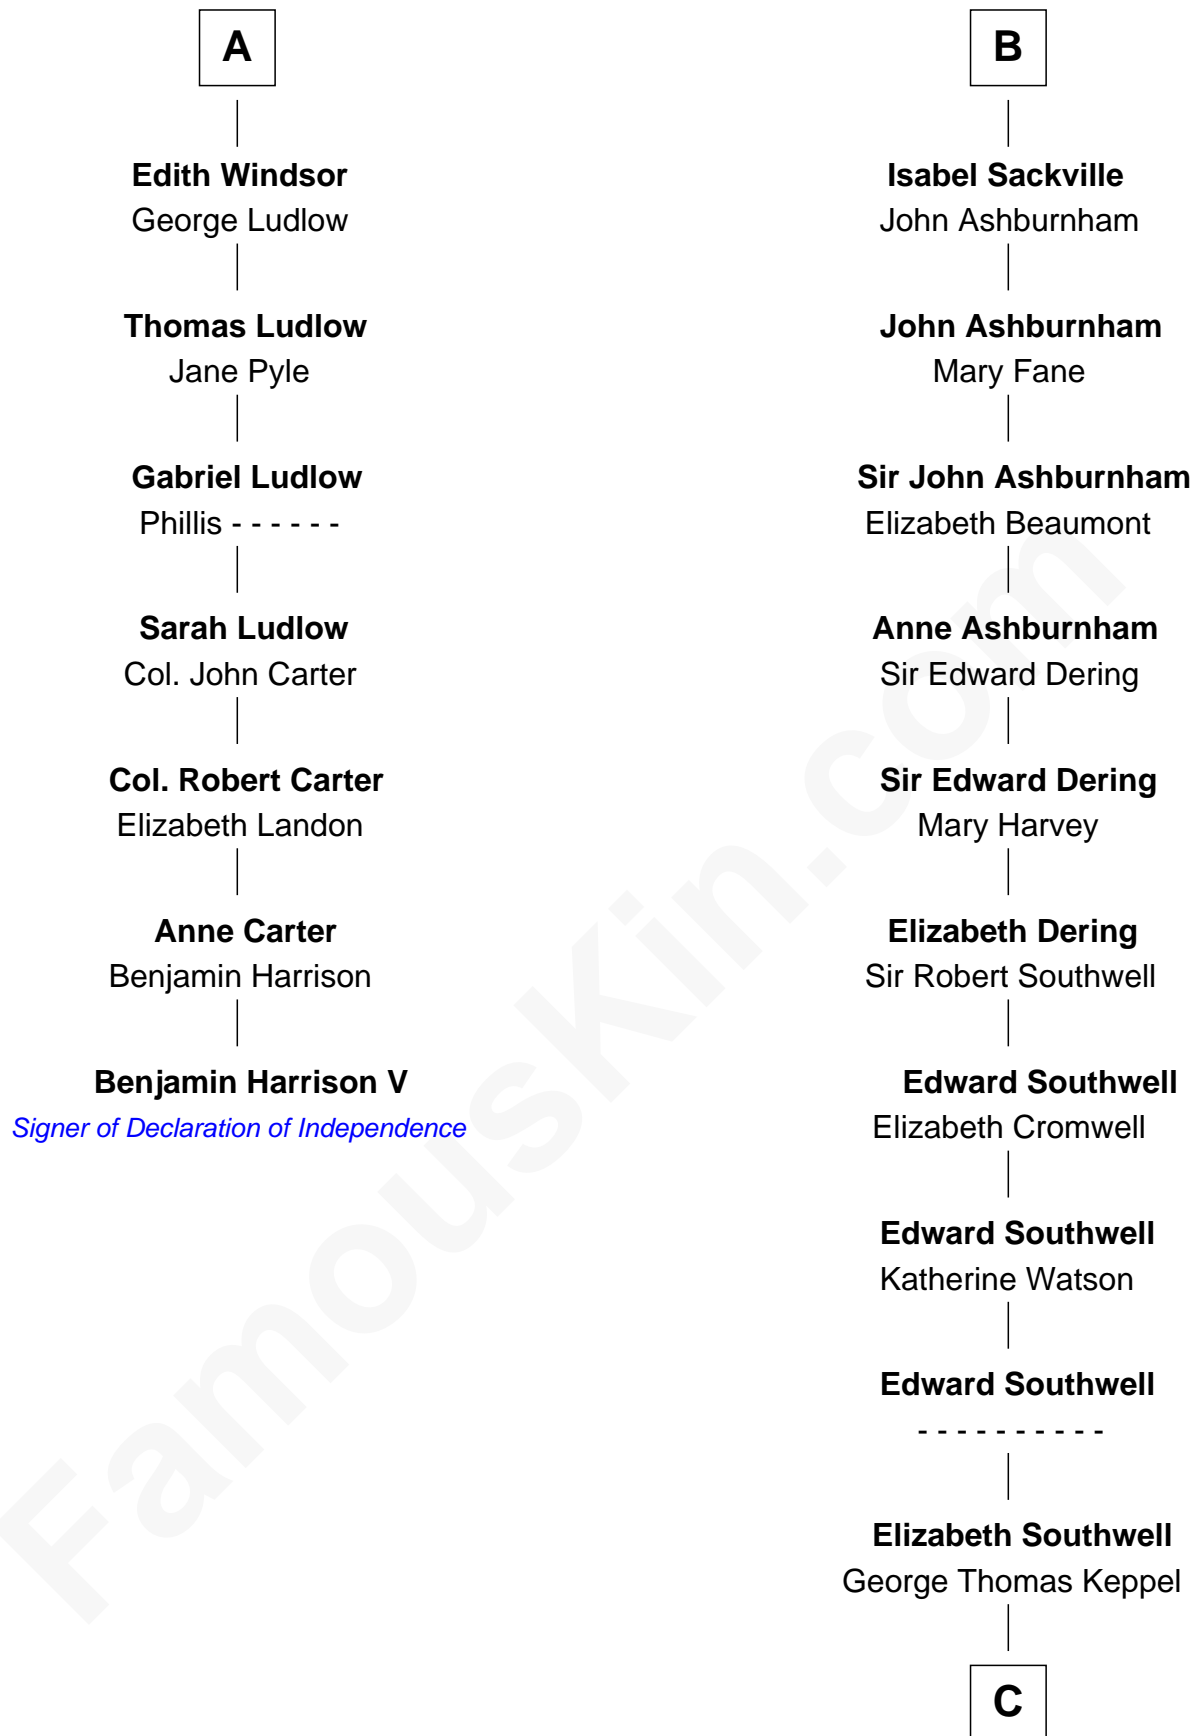 A
Edith Windsor
George Ludlow
Thomas Ludlow
Jane Pyle
Gabriel Ludlow
Phillis - - - - - -
Sarah Ludlow
Col. John Carter
Col. Robert Carter
Elizabeth Landon
Anne Carter
Benjamin Harrison
Benjamin Harrison V
Signer of Declaration of Independence
B
Isabel Sackville
John Ashburnham
John Ashburnham
Mary Fane
Sir John Ashburnham
Elizabeth Beaumont
Anne Ashburnham
Sir Edward Dering
Sir Edward Dering
Mary Harvey
Elizabeth Dering
Sir Robert Southwell
Edward Southwell
Elizabeth Cromwell
Edward Southwell
Katherine Watson
Edward Southwell
- - - - - - - - - -
Elizabeth Southwell
George Thomas Keppel
C
FamousKin.com